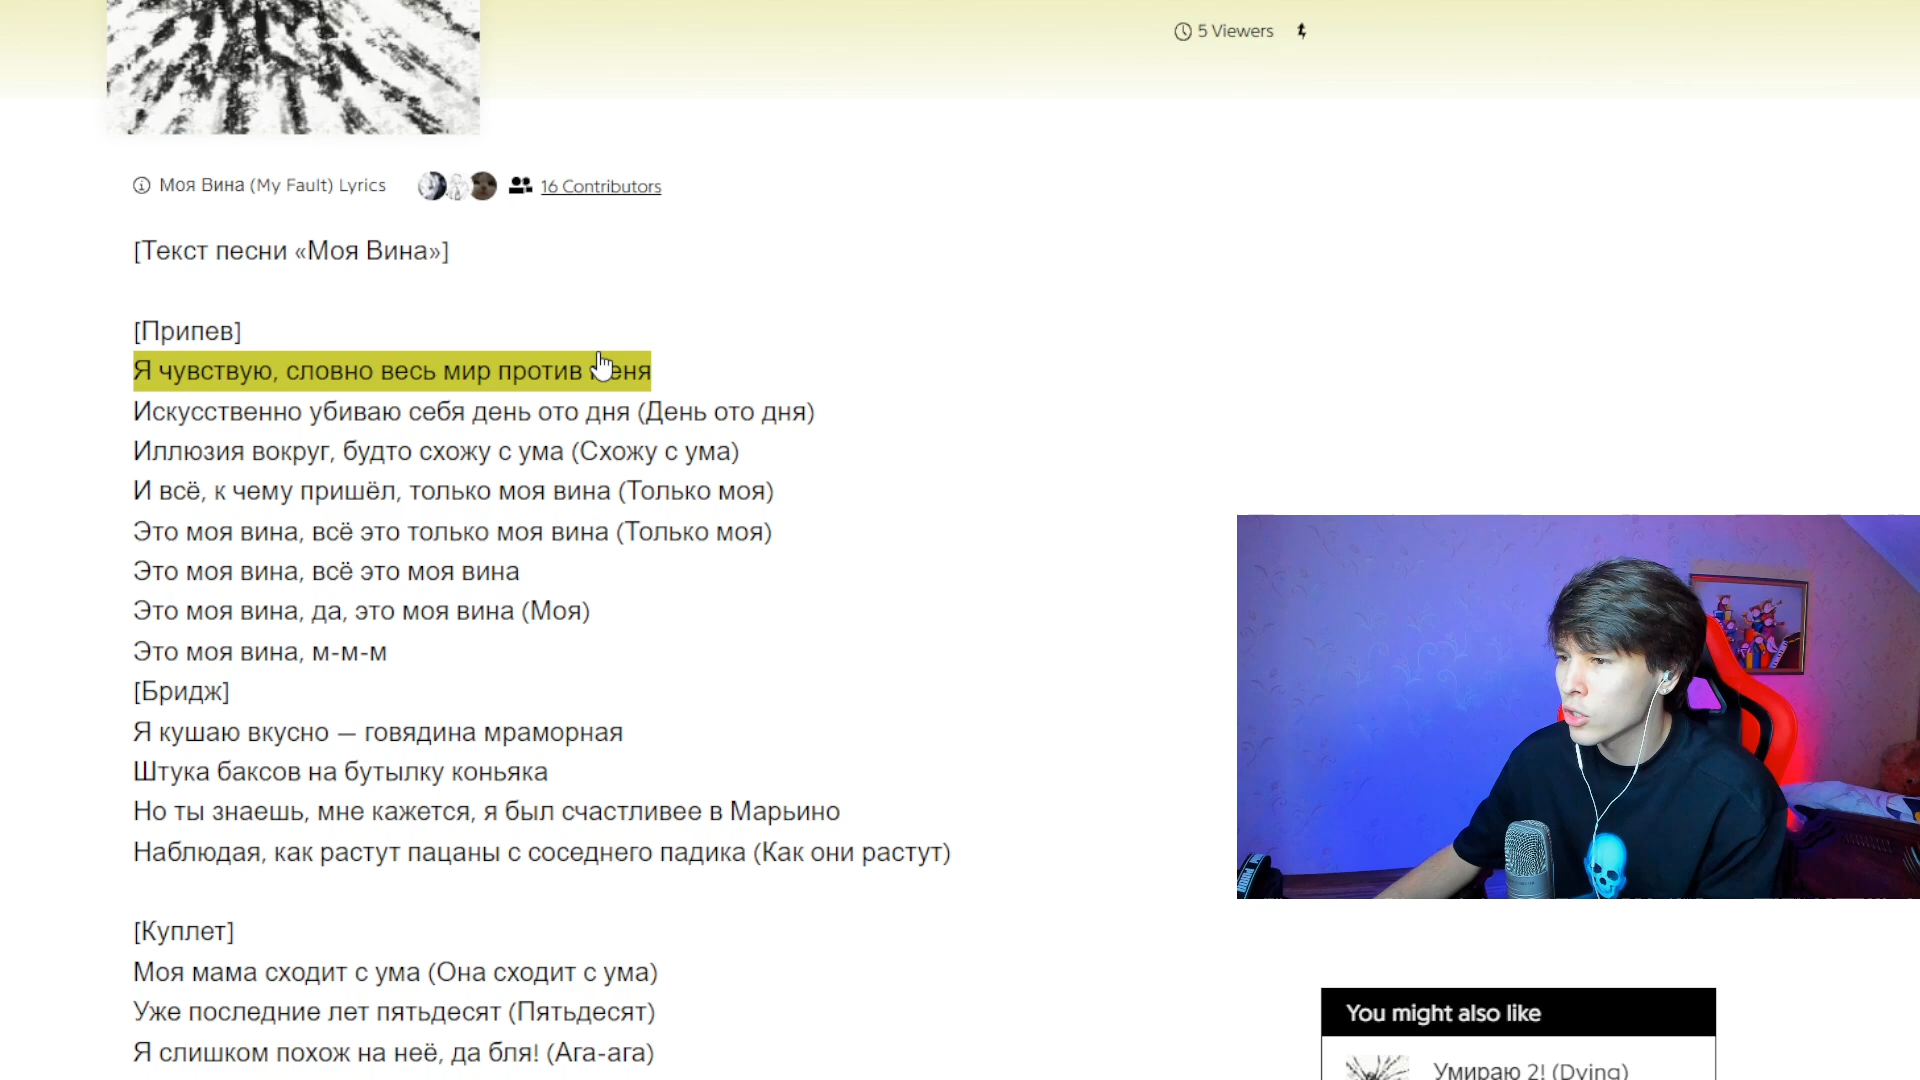 5 Viewers
Моя Вина (My Fault) Lyrics
16 Contributors
[Текст песни «Моя Вина»]
[Припев]
Я чувствую, словно весь мир против меня
Искусственно убиваю себя день ото дня (День ото дня)
Иллюзия вокруг, будто схожу с ума (Схожу с ума)
И всё, к чему пришёл, только моя вина (Только моя)
Это моя вина, всё это только моя вина (Только моя)
Это моя вина, всё это моя вина
Это моя вина, да, это моя вина (Моя)
Это моя вина, м-м-м
[Бридж]
Я кушаю вкусно — говядина мраморная
Штука баксов на бутылку коньяка
Но ты знаешь, мне кажется, я был счастливее в Марьино
Наблюдая, как растут пацаны с соседнего падика (Как они растут)
[Куплет]
Моя мама сходит с ума (Она сходит с ума)
Уже последние лет пятьдесят (Пятьдесят)
Я слишком похож на неё, да бля! (Ага-ага)
You might also like
Умираю 2! (Dying)